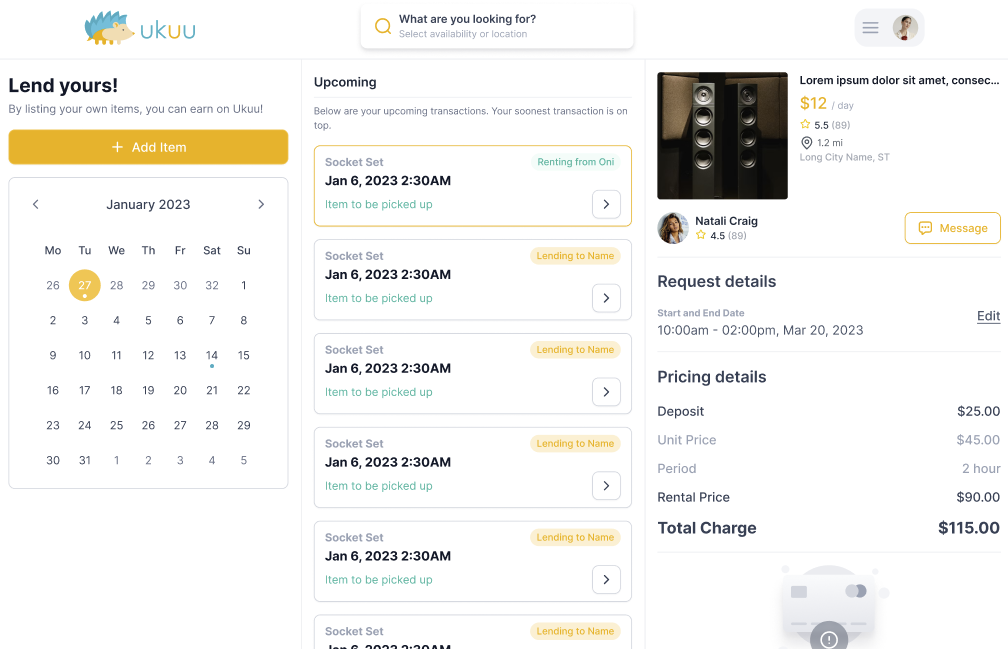 ukuu
What are you looking for?
Select availability or location
Lend yours!
By listing your own items, you can earn on Ukuu!
+ Add Item
January 2023
Mo Tu We Th Fr Sat Su
26 27 28 29 30 32 1
2 3 4 5 6 7 8
9 10 11 12 13 14 15
16 17 18 19 20 21 22
23 24 25 26 27 28 29
30 31 1 2 3 4 5
Upcoming
Below are your upcoming transactions. Your soonest transaction is on
top.
Socket Set Renting from Oni
Jan 6, 2023 2:30AM
Item to be picked up
Socket Set Lending to Name
Jan 6, 2023 2:30AM
Item to be picked up
Socket Set Lending to Name
Jan 6, 2023 2:30AM
Item to be picked up
Socket Set Lending to Name
Jan 6, 2023 2:30AM
Item to be picked up
Socket Set Lending to Name
Jan 6, 2023 2:30AM
Item to be picked up
Socket Set Lending to Name
Jan 6, 2023 2:30AM
Lorem ipsum dolor sit amet, consec...
$12 / day
5.5 (89)
1.2 mi
Long City Name, ST
Natali Craig
4.5 (89)
Message
Request details
Start and End Date
10:00am - 02:00pm, Mar 20, 2023
Edit
Pricing details
Deposit $25.00
Unit Price $45.00
Period 2 hour
Rental Price $90.00
Total Charge $115.00